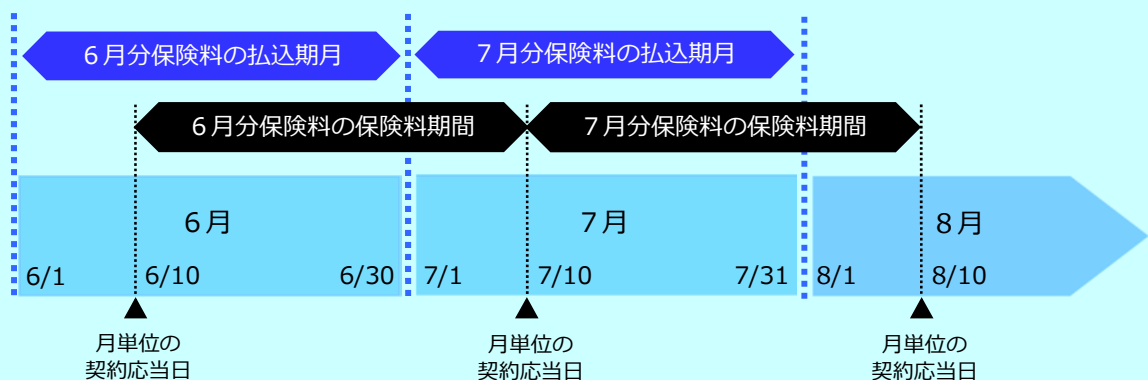 6月分保険料の払込期月
7月分保険料の払込期月
6月分保険料の保険料期間
7月分保険料の保険料期間
6月
7月
8月
6/1
6/10
6/30
7/1
7/10
7/31
8/1
8/10
月単位の
契約応当日
月単位の
契約応当日
月単位の
契約応当日